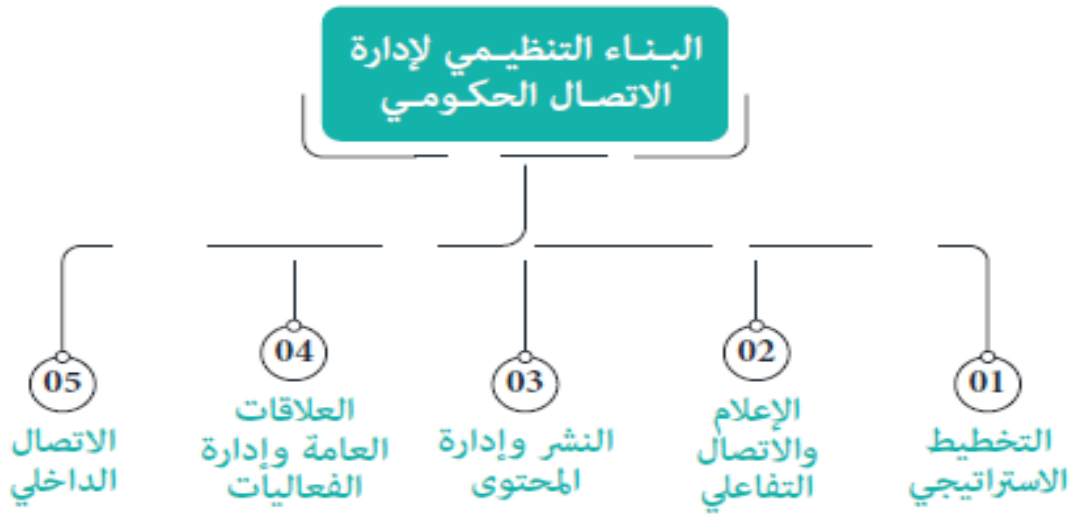 البناء التنظيمي لإدارة
الاتصال الحكومي
01
التخطيط
الاستراتيجي
02
الإعلام
والاتصال
التفاعلي
03
النشر وإدارة
المحتوى
04
العلاقات
العامة وإدارة
الفعاليات
05
الاتصال
الداخلي